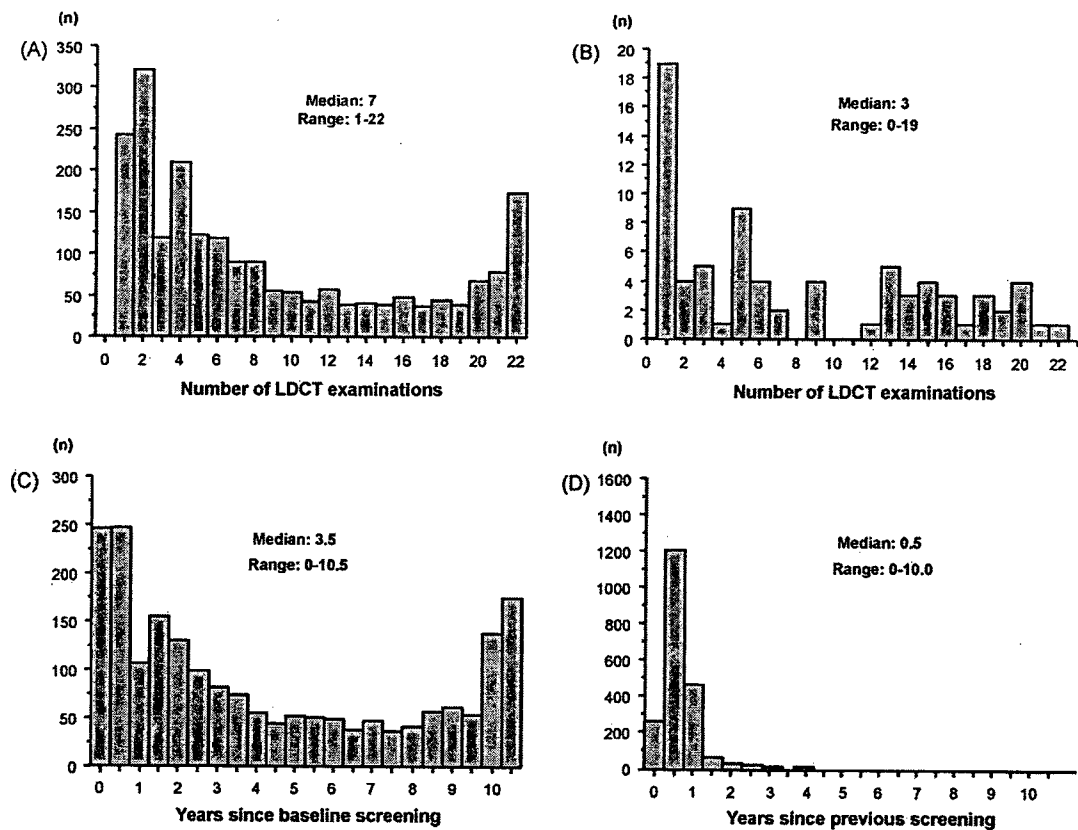 (n)
(A)
350
300
250
200
150
100
50
0
Median: 7
Range: 1-22
0 2 4 6 8 10 12 14 16 18 20 22
Number of LDCT examinations
(n)
(B)
20
18
16
14
12
10
8
6
4
2
0
Median: 3
Range: 0-19
0 2 4 6 8 10 12 14 16 18 20 22
Number of LDCT examinations
(n)
(C)
300
250
200
150
100
50
0
Median: 3.5
Range: 0-10.5
0 1 2 3 4 5 6 7 8 9 10
Years since baseline screening
(n)
(D)
1600
1400
1200
1000
800
600
400
200
0
Median: 0.5
Range: 0-10.0
0 1 2 3 4 5 6 7 8 9 10
Years since previous screening